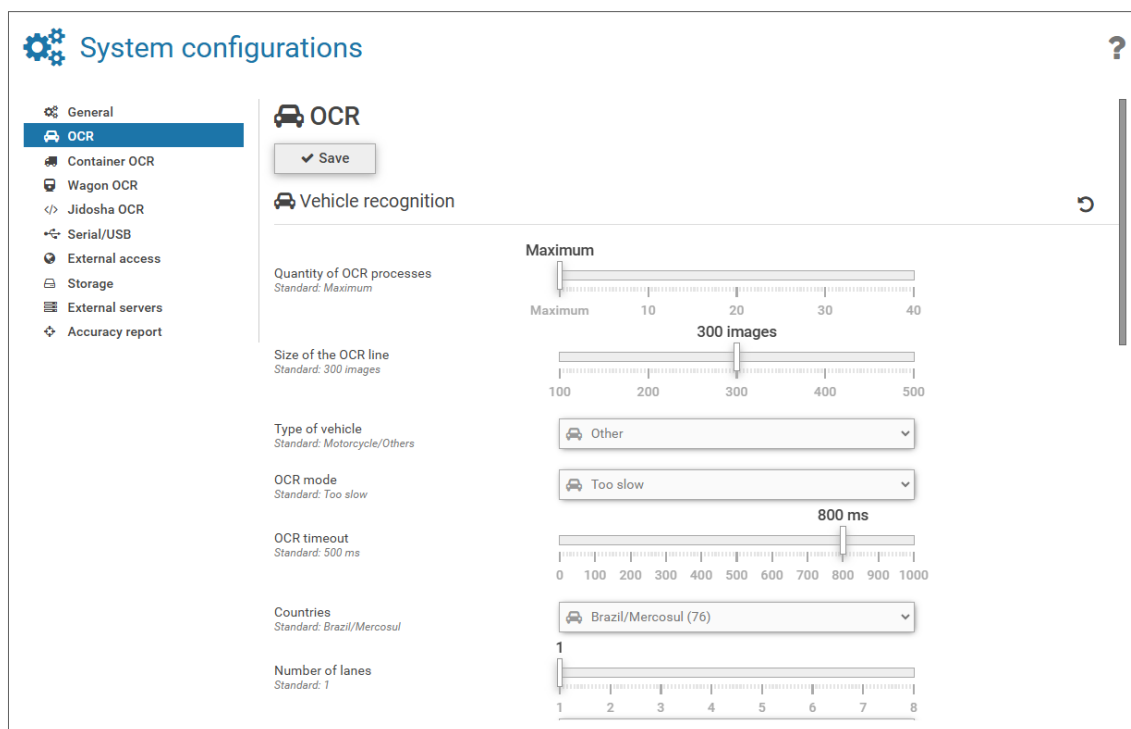 System configurations
?
General
OCR
Container OCR
Wagon OCR
Jidosha OCR
Serial/USB
External access
Storage
External servers
Accuracy report
OCR
Save
Vehicle recognition
Maximum
Quantity of OCR processes
Standard: Maximum
Maximum 10 20 30 40
300 images
Size of the OCR line
Standard: 300 images
100 200 300 400 500
Type of vehicle
Standard: Motorcycle/Others
Other
OCR mode
Standard: Too slow
Too slow
800 ms
OCR timeout
Standard: 500 ms
0 100 200 300 400 500 600 700 800 900 1000
Countries
Standard: Brazil/Mercosul
Brazil/Mercosul (76)
1
Number of lanes
Standard: 1
1 2 3 4 5 6 7 8